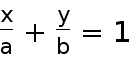 x/a + y/b = 1